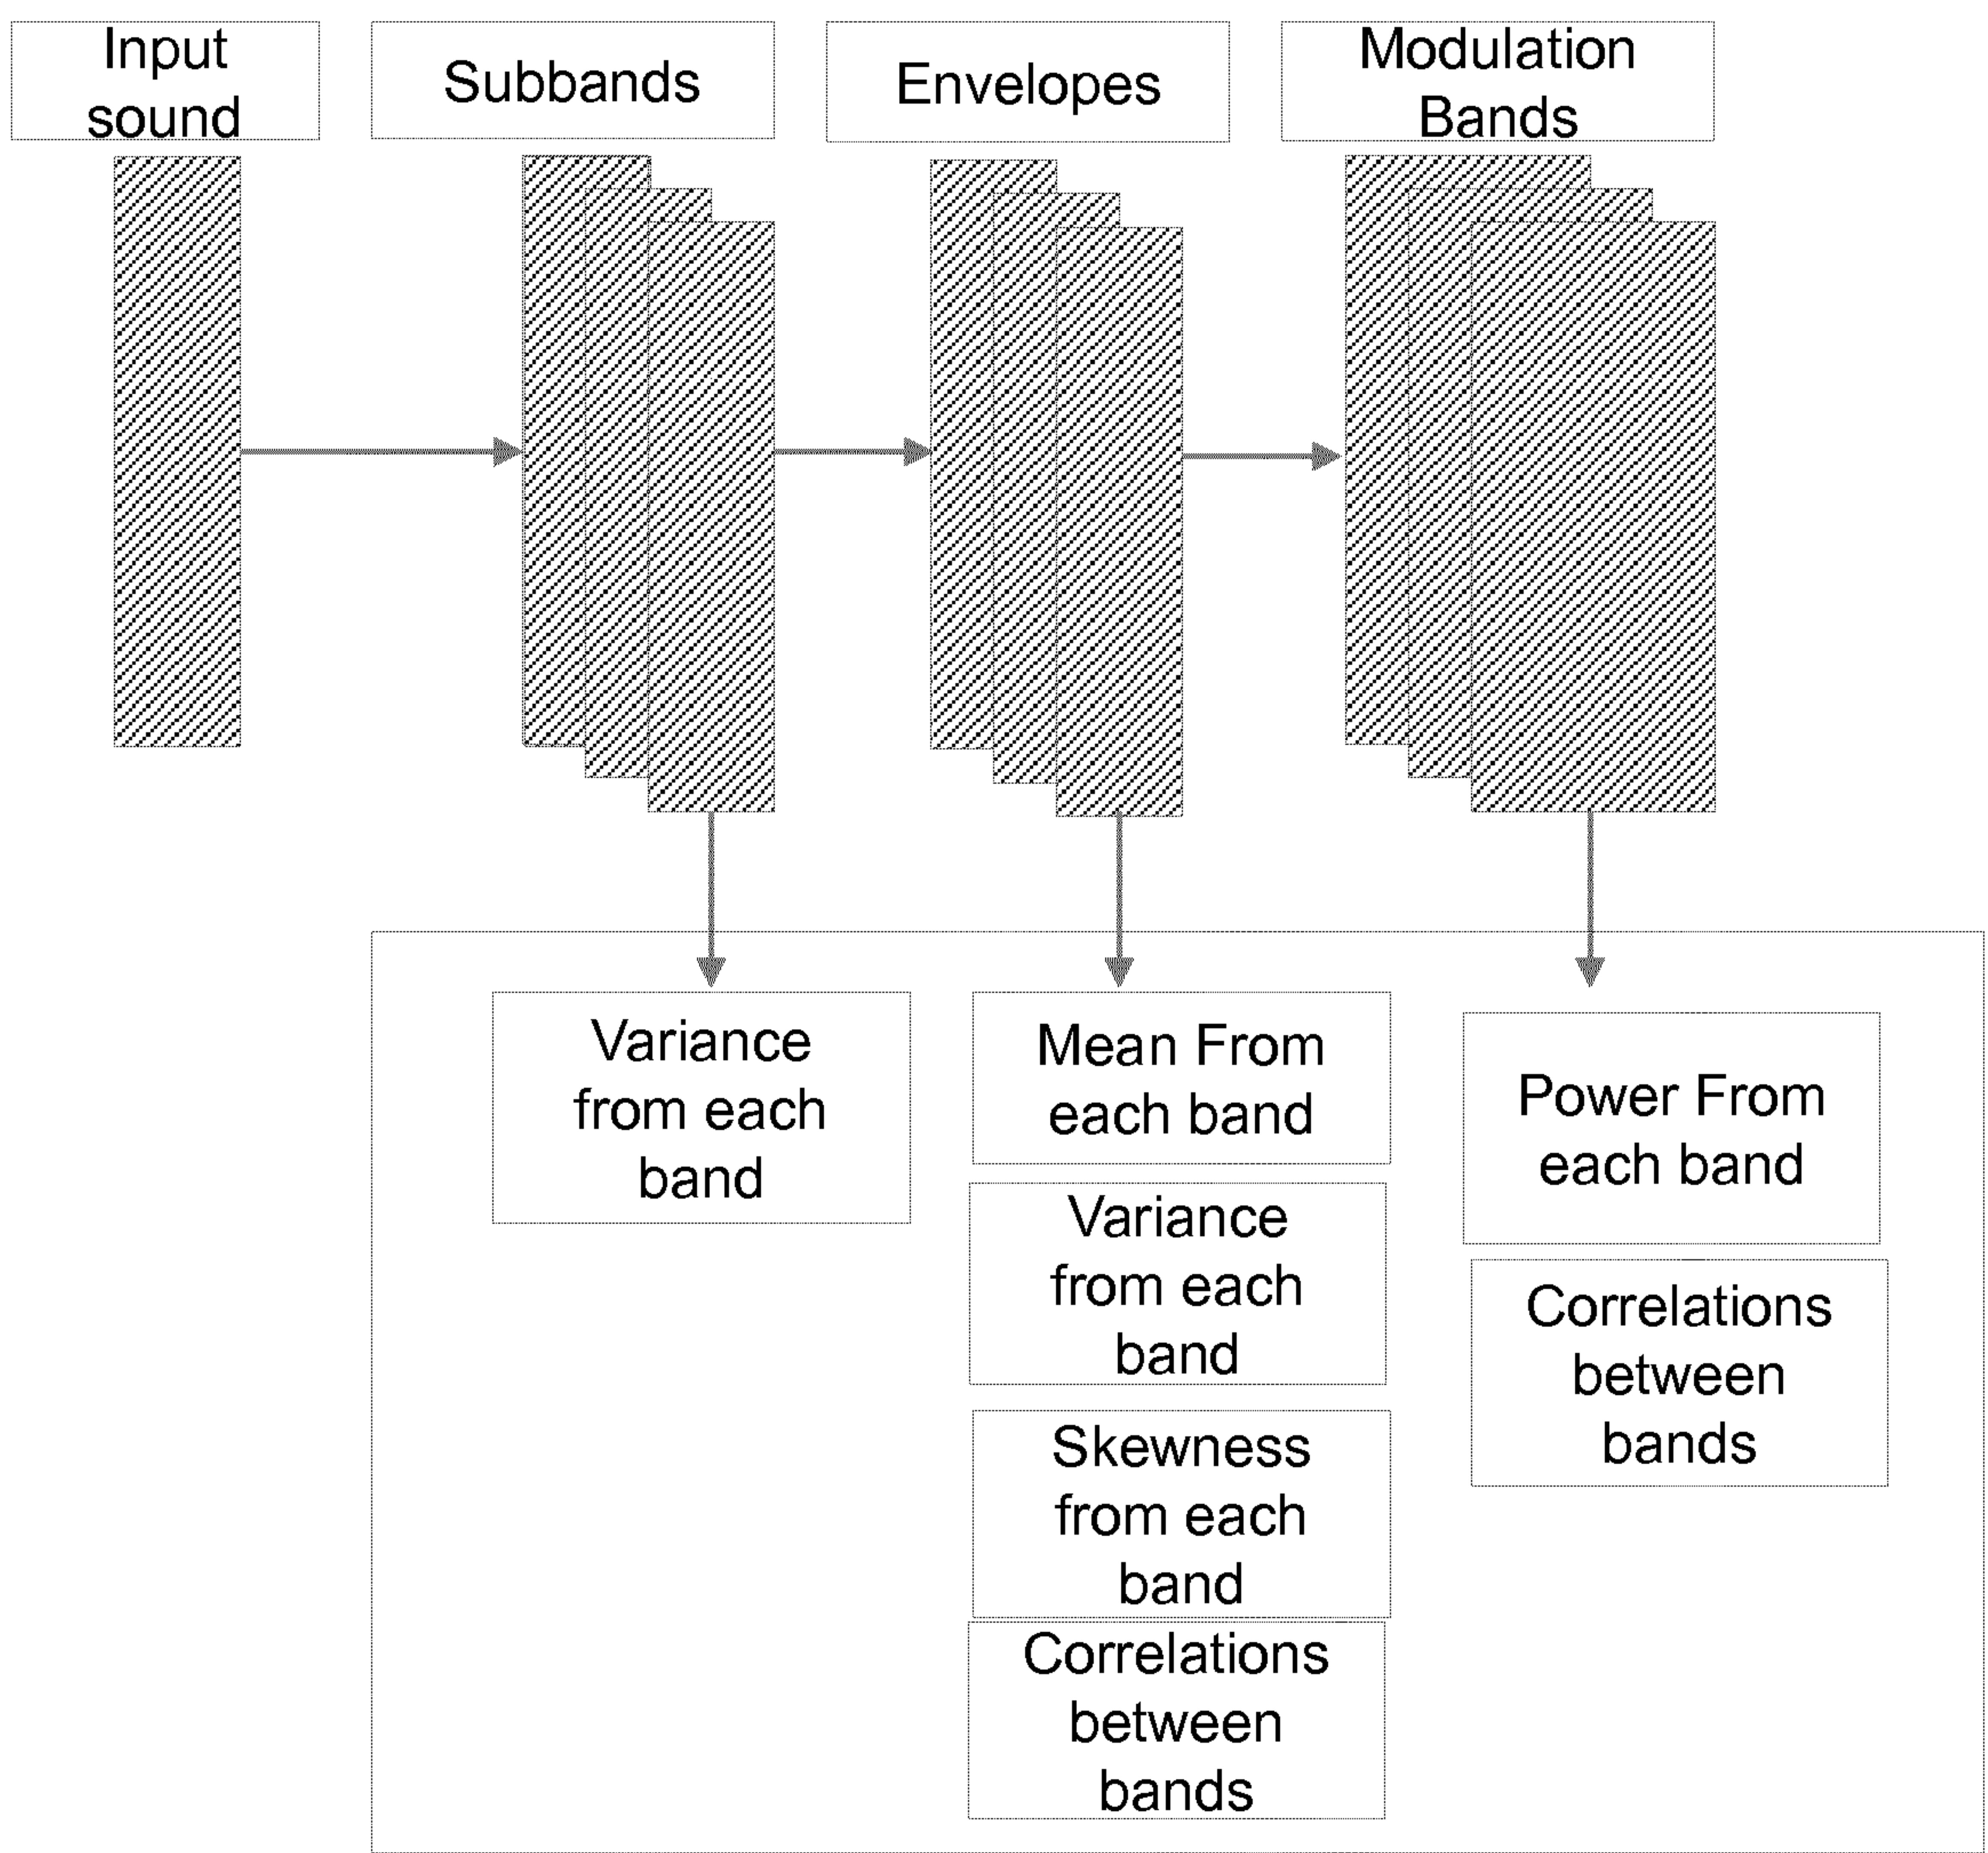 Input
sound
Subbands
Envelopes
Modulation
Bands
Variance
from each
band
Mean From
each band
Variance
from each
band
Skewness
from each
band
Correlations
between
bands
Power From
each band
Correlations
between
bands